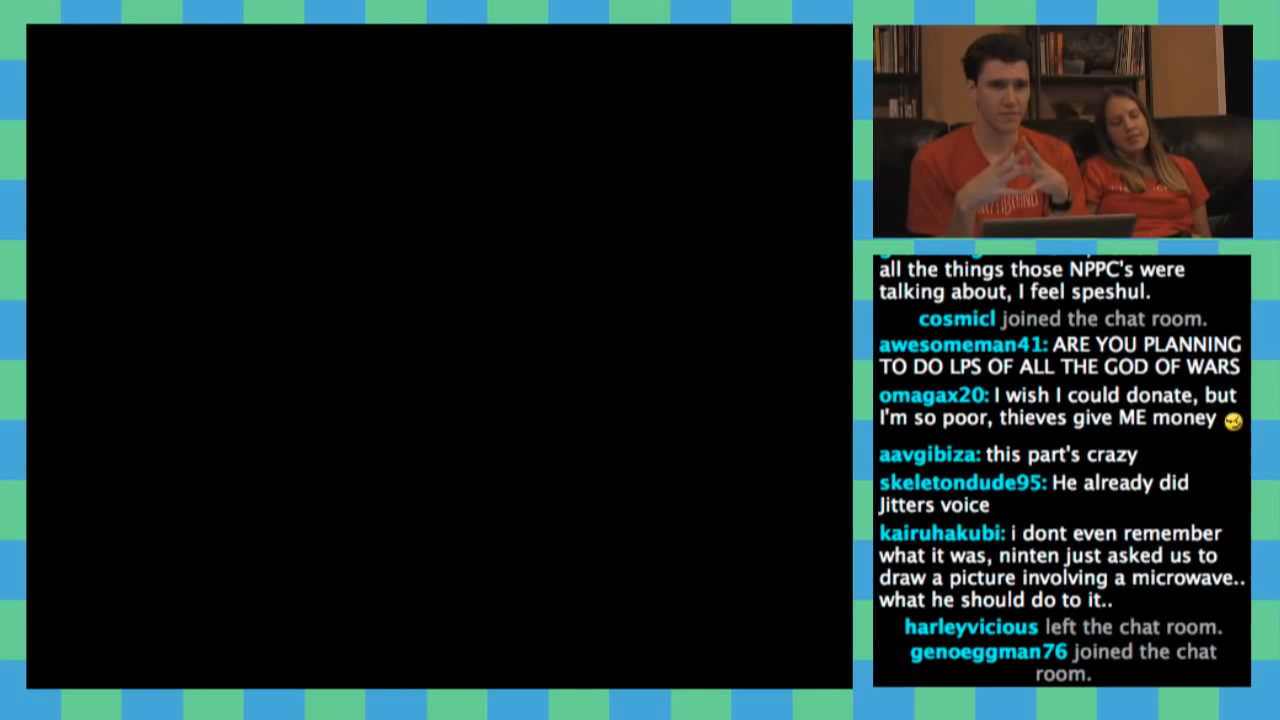 all the things those NPPC's were
talking about, I feel speshul.
cosmicl joined the chat room.
awesomeman41: ARE YOU PLANNING
TO DO LPS OF ALL THE GOD OF WARS
omagax20: I wish I could donate, but
I'm so poor, thieves give ME money
aavgibiza: this part's crazy
skeletondude95: He already did
Jitters voice
kairuhakubi: i dont even remember
what it was, ninten just asked us to
draw a picture involving a microwave..
what he should do to it..
harleyvicious left the chat room.
genoeggman76 joined the chat
room.